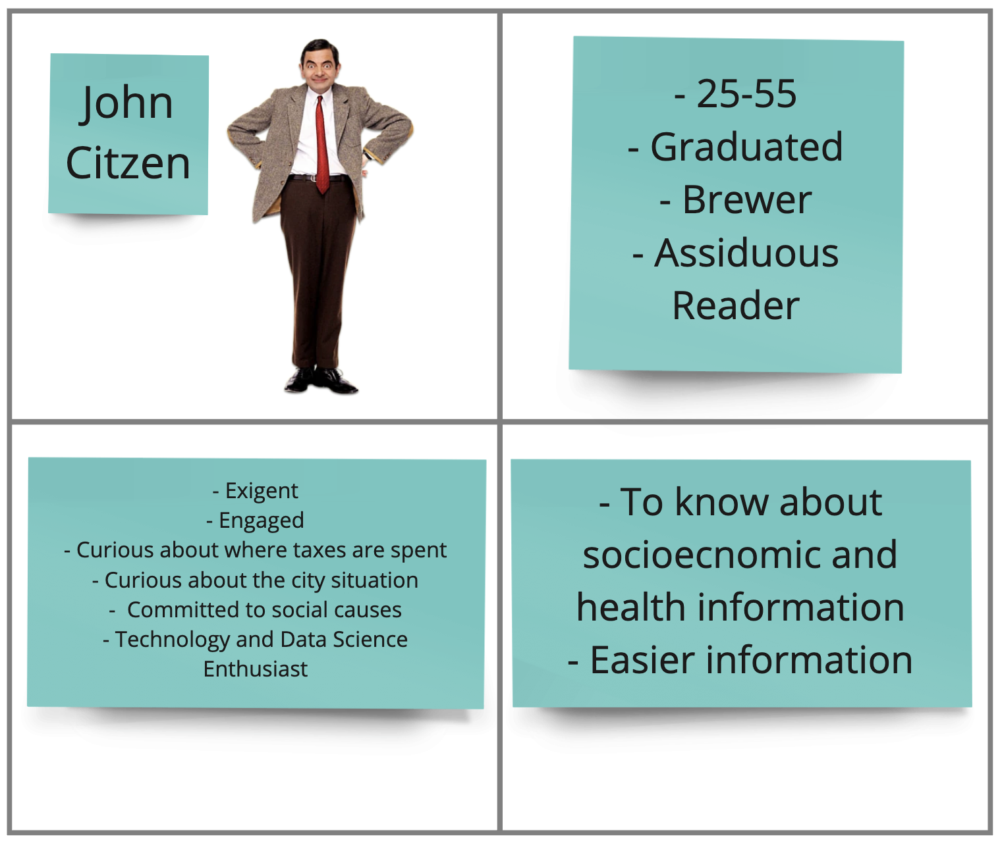 John
Citzen
- 25-55
- Graduated
- Brewer
- Assiduous
Reader
- Exigent
- Engaged
- Curious about where taxes are spent
- Curious about the city situation
-  Committed to social causes
- Technology and Data Science
Enthusiast
- To know about
socioecnomic and
health information
- Easier information